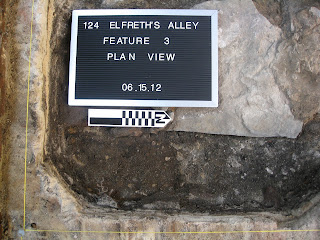 124 ELFRETH'S ALLEY
FEATURE 3
PLAN VIEW
06.15.12
N